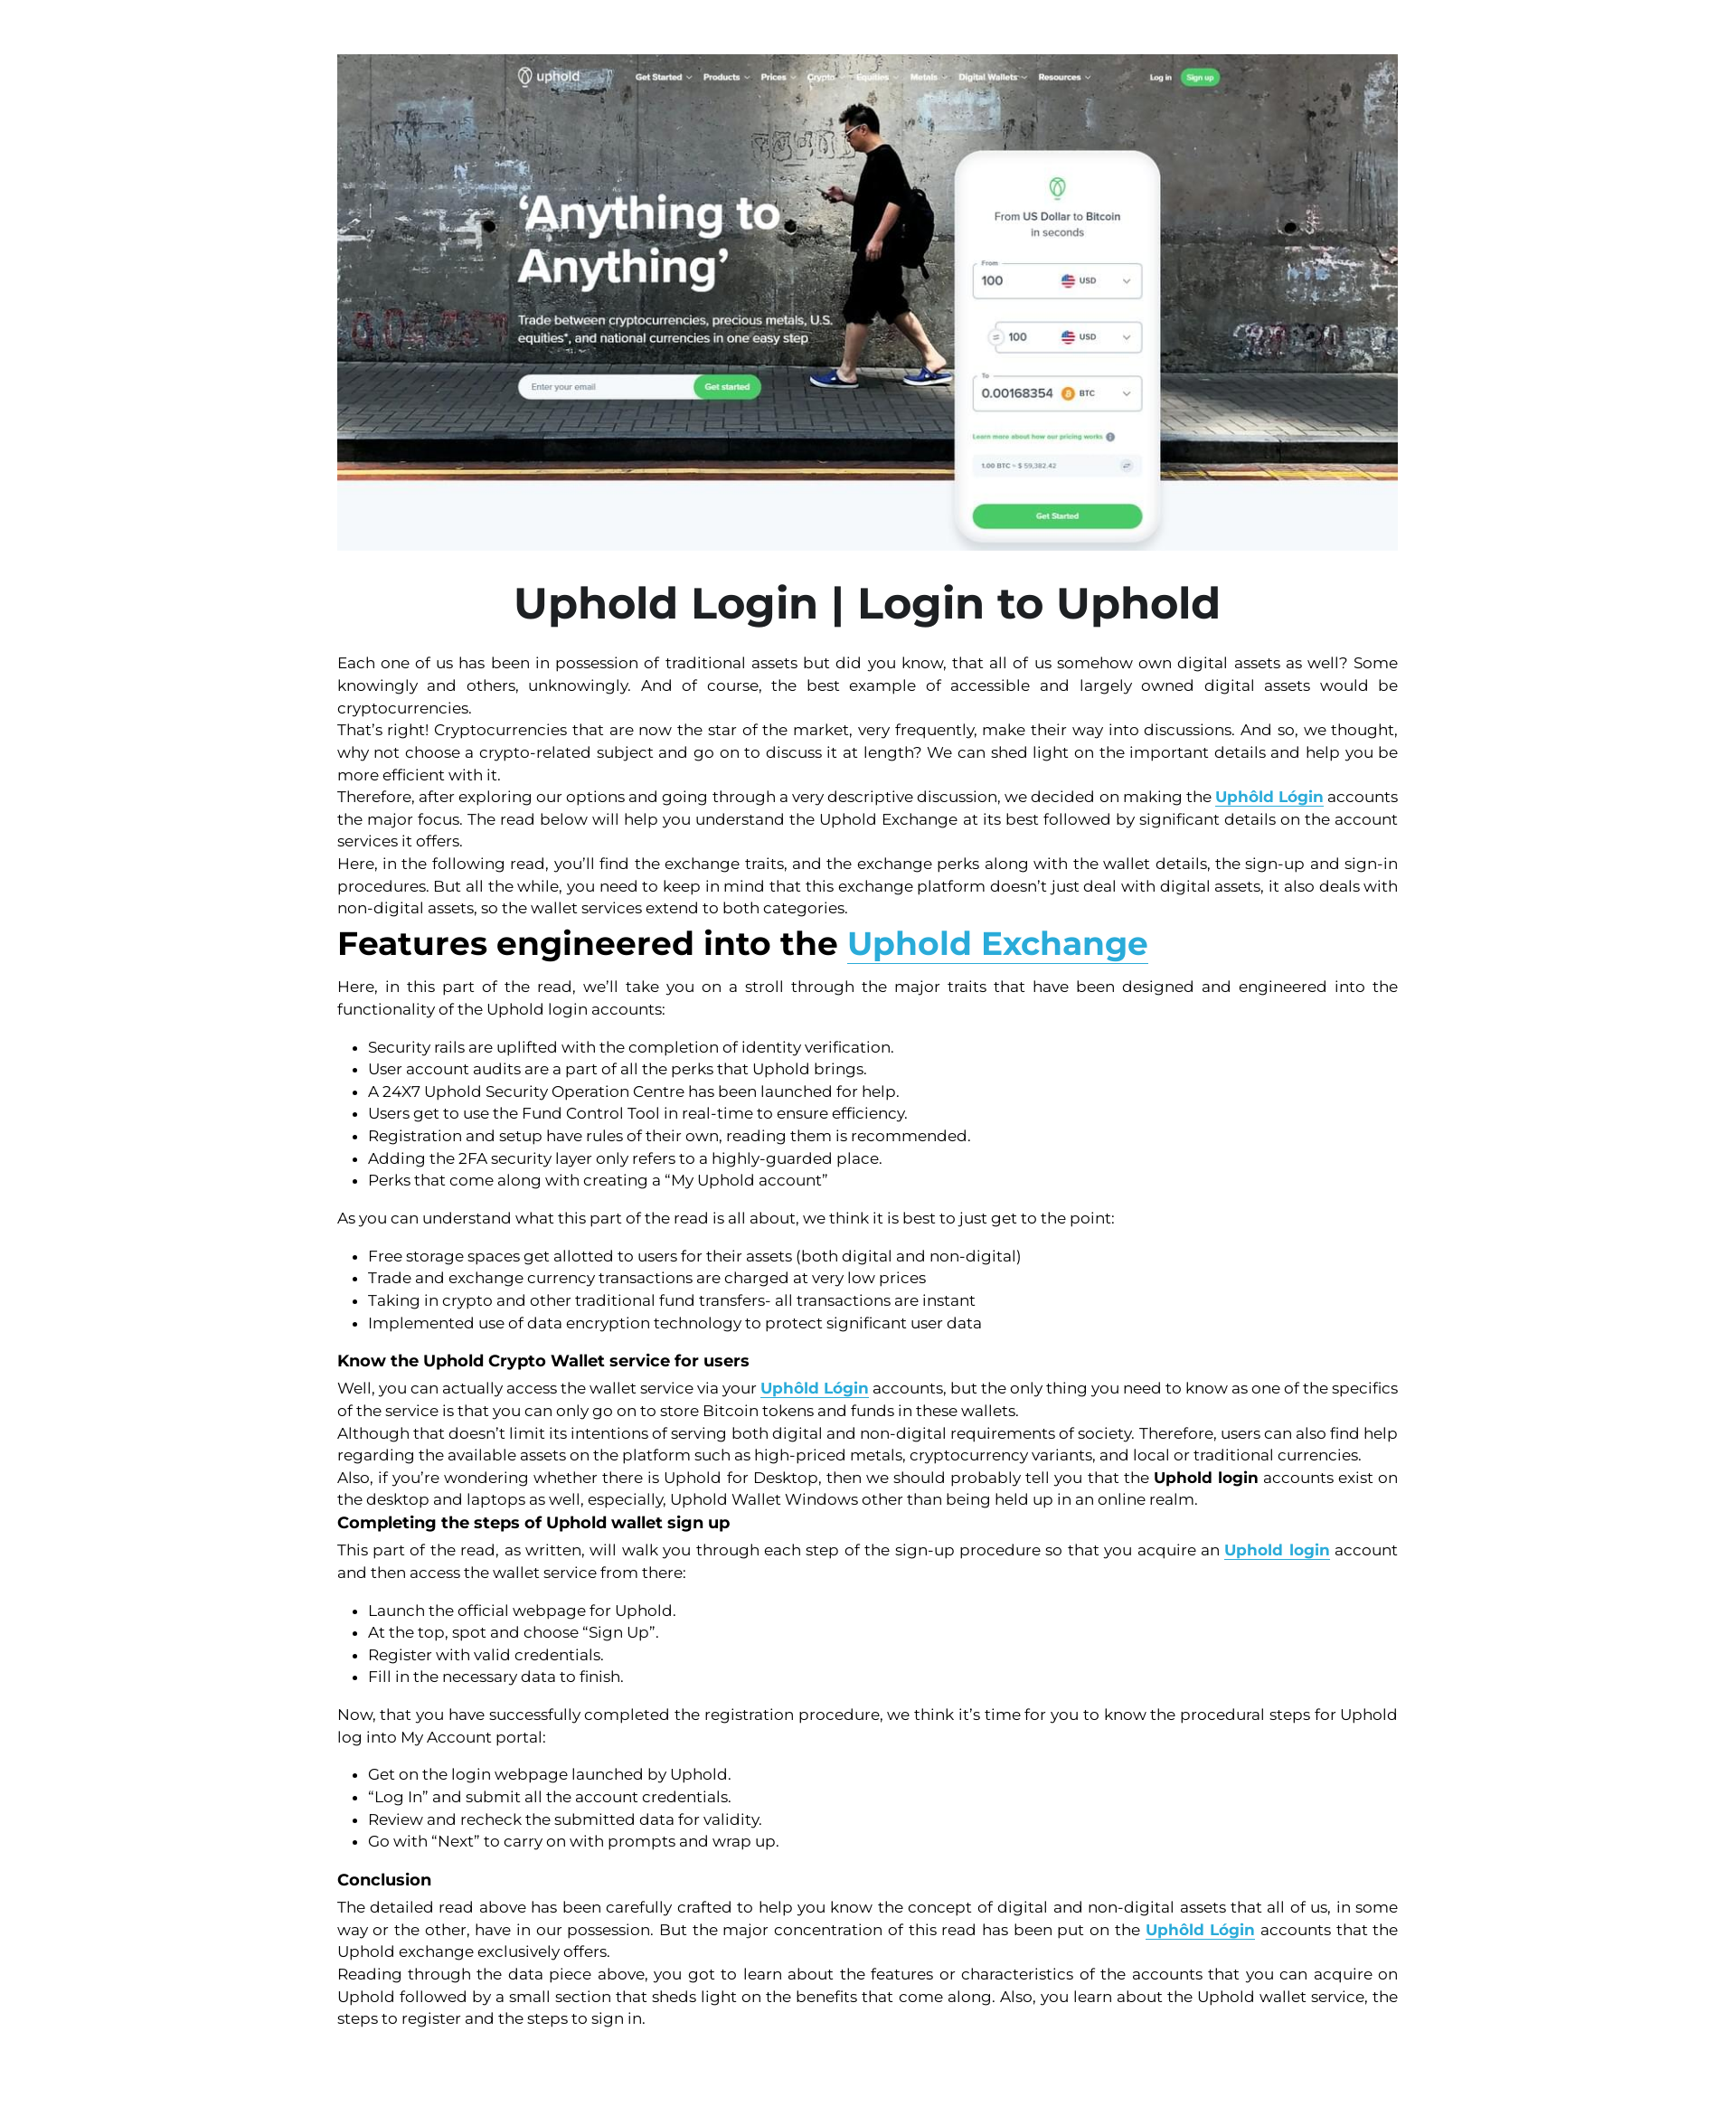 uphold
Get Started Products Prices Crypto Equities Metals Digital Wallets Resources Log in Sign up
‘Anything to
Anything’
Trade between cryptocurrencies, precious metals, U.S.
equities*, and national currencies in one easy step
Enter your email Get started
From US Dollar to Bitcoin
in seconds
From
100 USD
100 USD
To
0.00168354 BTC
Learn more about how our pricing works
1.00 BTC ≈ $ 59,382.42
Get Started
Uphold Login | Login to Uphold
Each one of us has been in possession of traditional assets but did you know, that all of us somehow own digital assets as well? Some
knowingly and others, unknowingly. And of course, the best example of accessible and largely owned digital assets would be
cryptocurrencies.
That’s right! Cryptocurrencies that are now the star of the market, very frequently, make their way into discussions. And so, we thought,
why not choose a crypto-related subject and go on to discuss it at length? We can shed light on the important details and help you be
more efficient with it.
Therefore, after exploring our options and going through a very descriptive discussion, we decided on making the Uphôld Lógin accounts
the major focus. The read below will help you understand the Uphold Exchange at its best followed by significant details on the account
services it offers.
Here, in the following read, you’ll find the exchange traits, and the exchange perks along with the wallet details, the sign-up and sign-in
procedures. But all the while, you need to keep in mind that this exchange platform doesn’t just deal with digital assets, it also deals with
non-digital assets, so the wallet services extend to both categories.
Features engineered into the Uphold Exchange
Here, in this part of the read, we’ll take you on a stroll through the major traits that have been designed and engineered into the
functionality of the Uphold login accounts:
• Security rails are uplifted with the completion of identity verification.
• User account audits are a part of all the perks that Uphold brings.
• A 24X7 Uphold Security Operation Centre has been launched for help.
• Users get to use the Fund Control Tool in real-time to ensure efficiency.
• Registration and setup have rules of their own, reading them is recommended.
• Adding the 2FA security layer only refers to a highly-guarded place.
• Perks that come along with creating a “My Uphold account”
As you can understand what this part of the read is all about, we think it is best to just get to the point:
• Free storage spaces get allotted to users for their assets (both digital and non-digital)
• Trade and exchange currency transactions are charged at very low prices
• Taking in crypto and other traditional fund transfers- all transactions are instant
• Implemented use of data encryption technology to protect significant user data
Know the Uphold Crypto Wallet service for users
Well, you can actually access the wallet service via your Uphôld Lógin accounts, but the only thing you need to know as one of the specifics
of the service is that you can only go on to store Bitcoin tokens and funds in these wallets.
Although that doesn’t limit its intentions of serving both digital and non-digital requirements of society. Therefore, users can also find help
regarding the available assets on the platform such as high-priced metals, cryptocurrency variants, and local or traditional currencies.
Also, if you’re wondering whether there is Uphold for Desktop, then we should probably tell you that the Uphold login accounts exist on
the desktop and laptops as well, especially, Uphold Wallet Windows other than being held up in an online realm.
Completing the steps of Uphold wallet sign up
This part of the read, as written, will walk you through each step of the sign-up procedure so that you acquire an Uphold login account
and then access the wallet service from there:
• Launch the official webpage for Uphold.
• At the top, spot and choose “Sign Up”.
• Register with valid credentials.
• Fill in the necessary data to finish.
Now, that you have successfully completed the registration procedure, we think it’s time for you to know the procedural steps for Uphold
log into My Account portal:
• Get on the login webpage launched by Uphold.
• “Log In” and submit all the account credentials.
• Review and recheck the submitted data for validity.
• Go with “Next” to carry on with prompts and wrap up.
Conclusion
The detailed read above has been carefully crafted to help you know the concept of digital and non-digital assets that all of us, in some
way or the other, have in our possession. But the major concentration of this read has been put on the Uphôld Lógin accounts that the
Uphold exchange exclusively offers.
Reading through the data piece above, you got to learn about the features or characteristics of the accounts that you can acquire on
Uphold followed by a small section that sheds light on the benefits that come along. Also, you learn about the Uphold wallet service, the
steps to register and the steps to sign in.